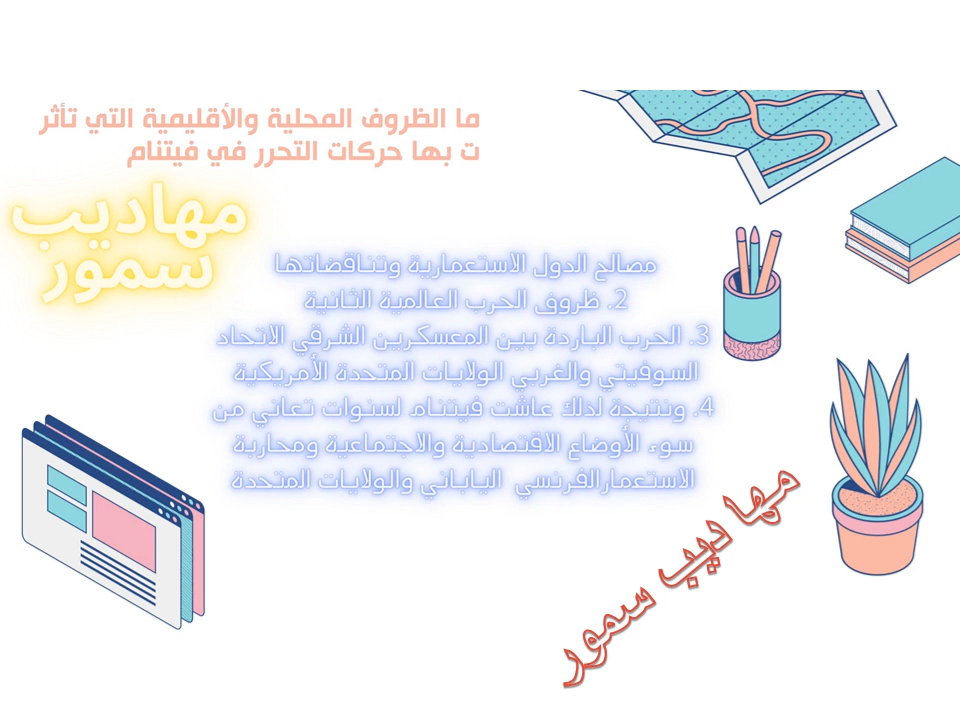 ما الظروف المحلية والأقليمية التي تأثر
ت بها حركات التحرر في فيتنام
مهاديب
سمور
مصالح الدول الاستعمارية وتناقضاتها
2. ظروف الحرب العالمية الثانية
3. الحرب الباردة بين المعسكرين الشرقي الاتحاد
السوفيتي والغربي الولايات المتحدة الأمريكية
4. ونتيجة لذلك عاشت فيتنام لسنوات تعاني من
سوء الأوضاع الاقتصادية والاجتماعية ومحاربة
الاستعمارالفرنسي الياباني والولايات المتحدة
مها ديب سمور